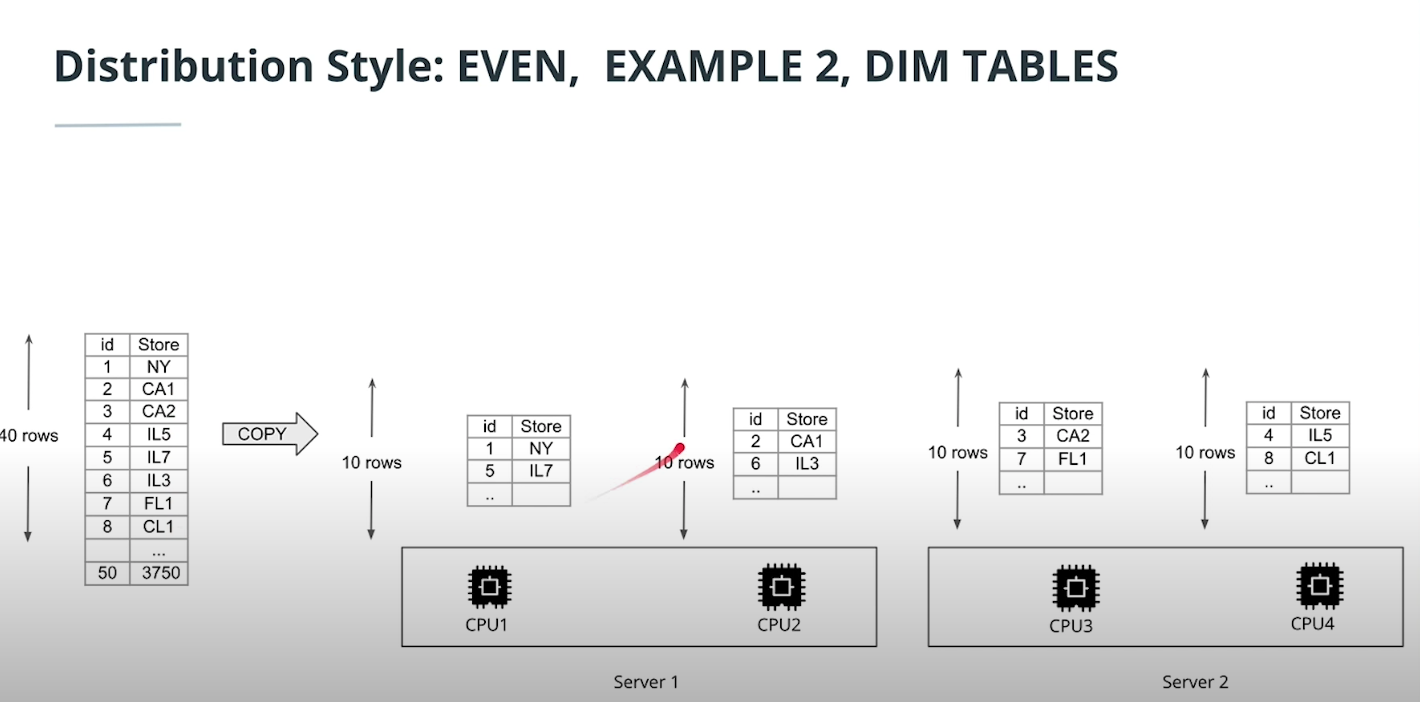 Distribution Style: EVEN,  EXAMPLE 2, DIM TABLES
40 rows
id Store
1 NY
2 CA1
3 CA2
4 IL5
5 IL7
6 IL3
7 FL1
8 CL1
...
50 3750
COPY
10 rows
id Store
1 NY
5 IL7
..
10 rows
id Store
2 CA1
6 IL3
..
10 rows
id Store
3 CA2
7 FL1
..
10 rows
id Store
4 IL5
8 CL1
..
CPU1
CPU2
CPU3
CPU4
Server 1
Server 2